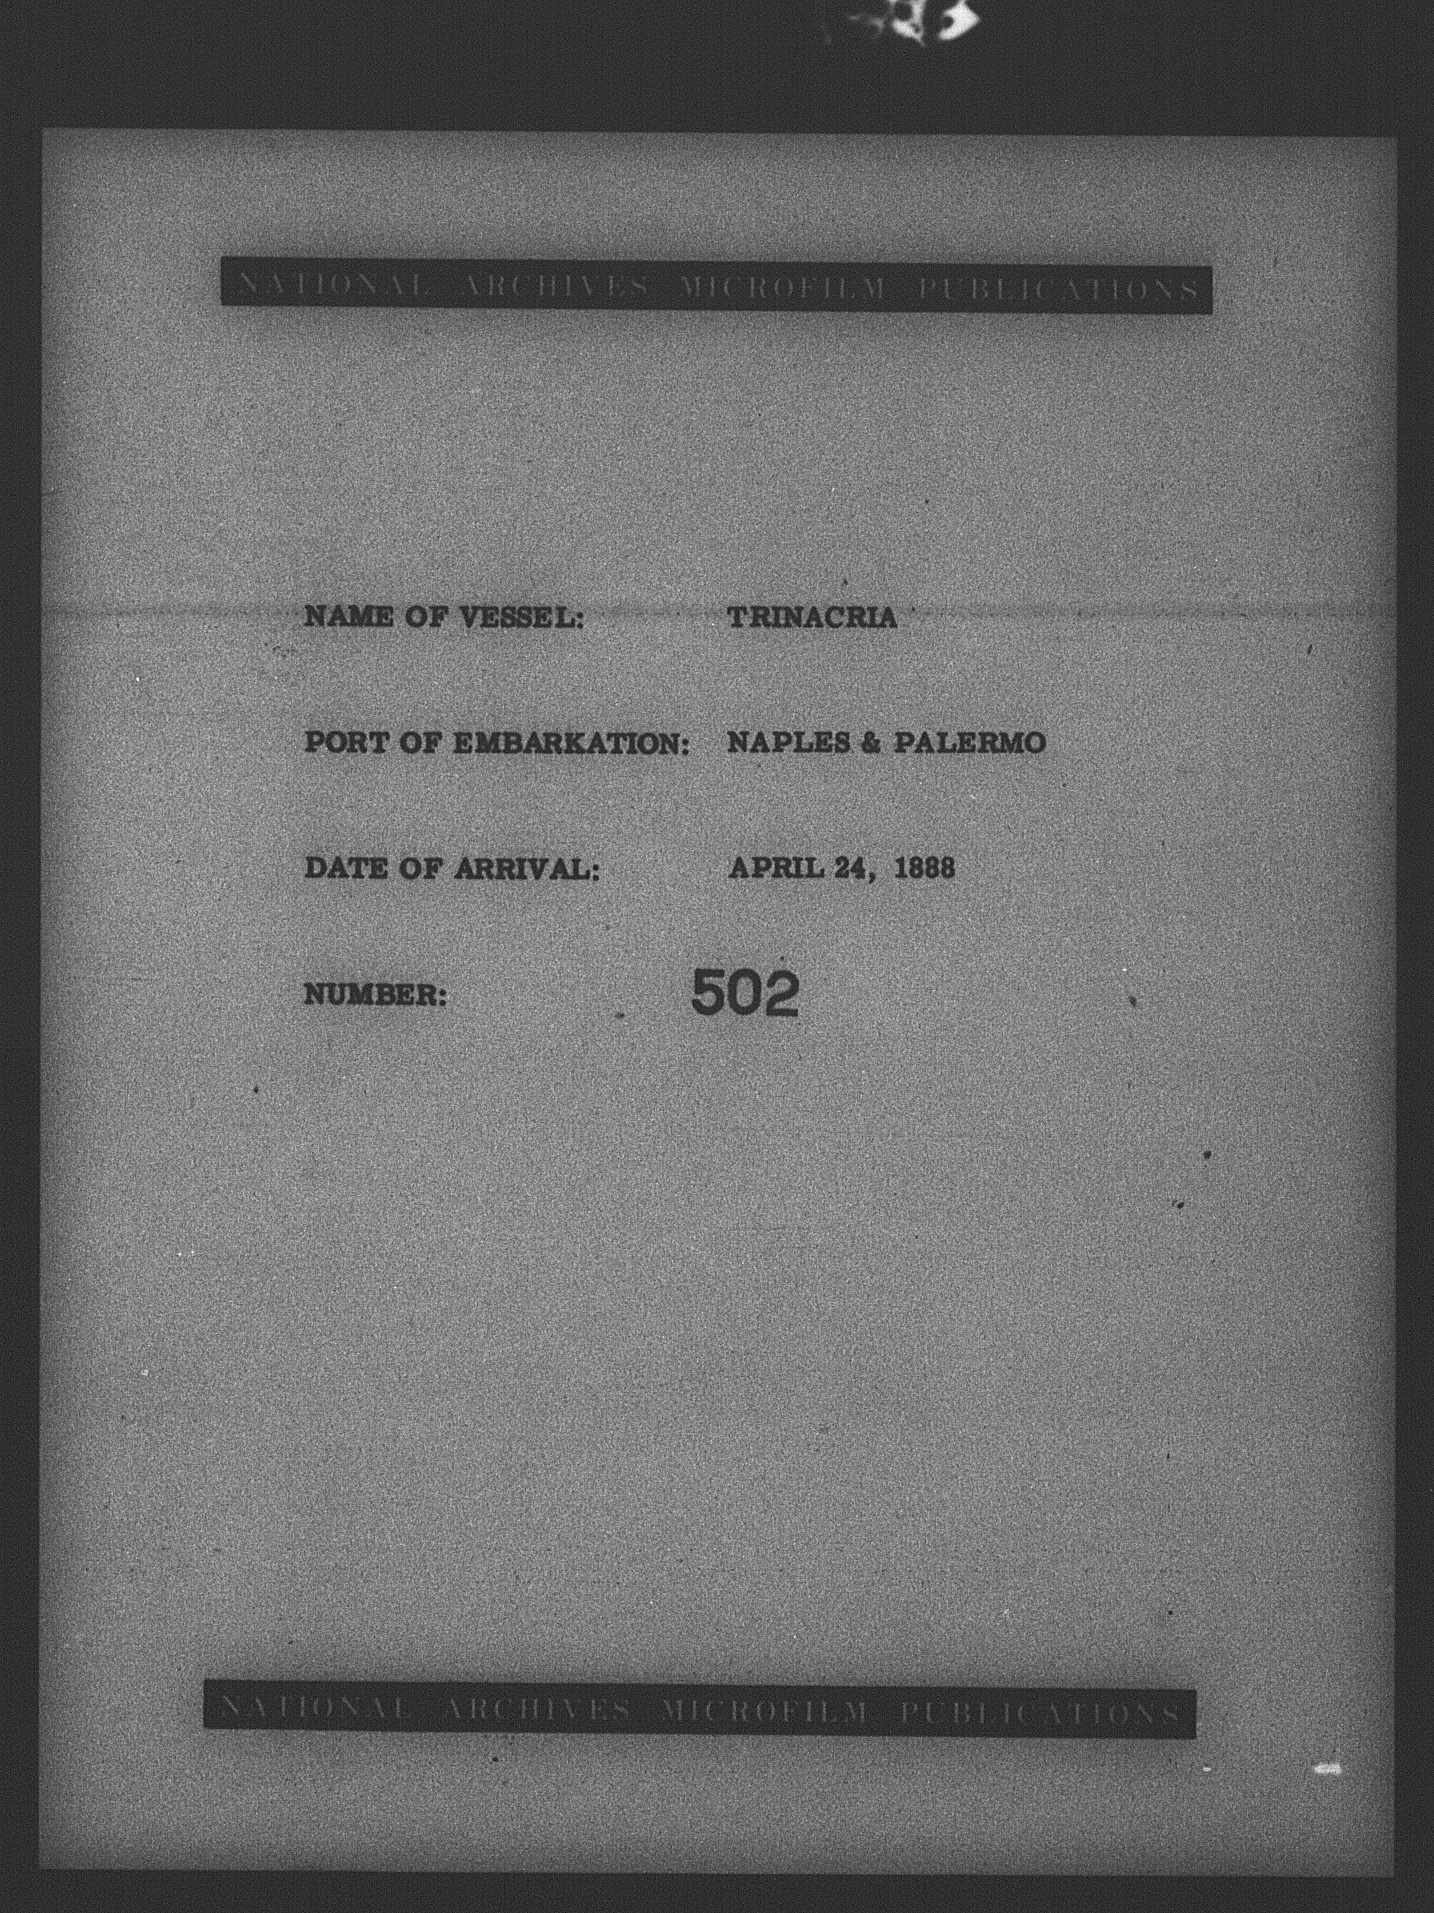 NATIONAL ARCHIVES MICROFILM PUBLICATIONS
NAME OF VESSEL: TRINACRIA
PORT OF EMBARKATION: NAPLES & PALERMO
DATE OF ARRIVAL: APRIL 24, 1888
NUMBER: 502
NATIONAL ARCHIVES MICROFILM PUBLICATIONS